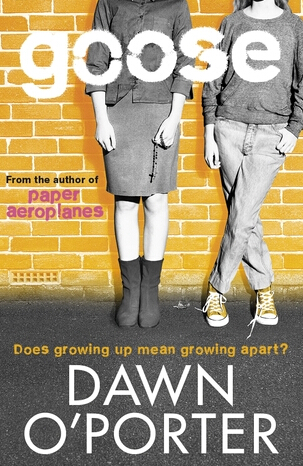 goose
From the author of
paper
aeroplanes
Does growing up mean growing apart?
DAWN
O'PORTER